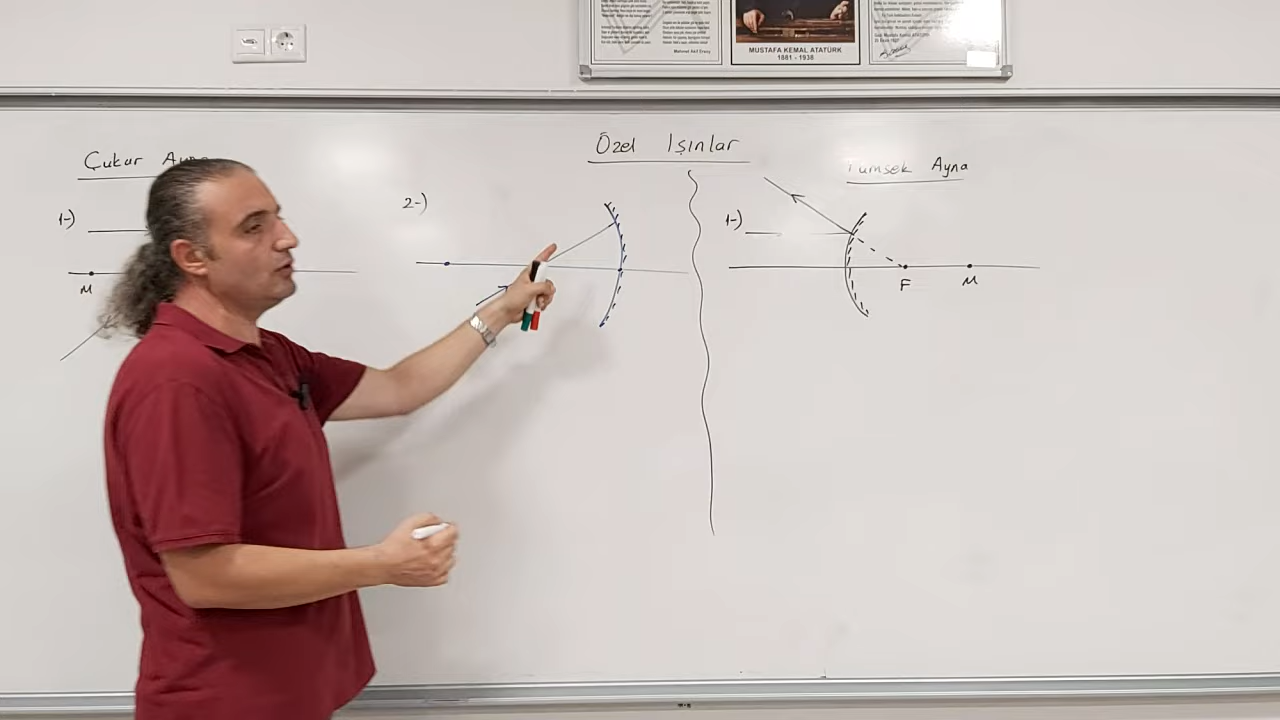 MUSTAFA KEMAL ATATÜRK
1881 - 1938
Özel Işınlar
Çukur Ayna
1-)
M
2-)
Tümsek Ayna
1-)
F
M